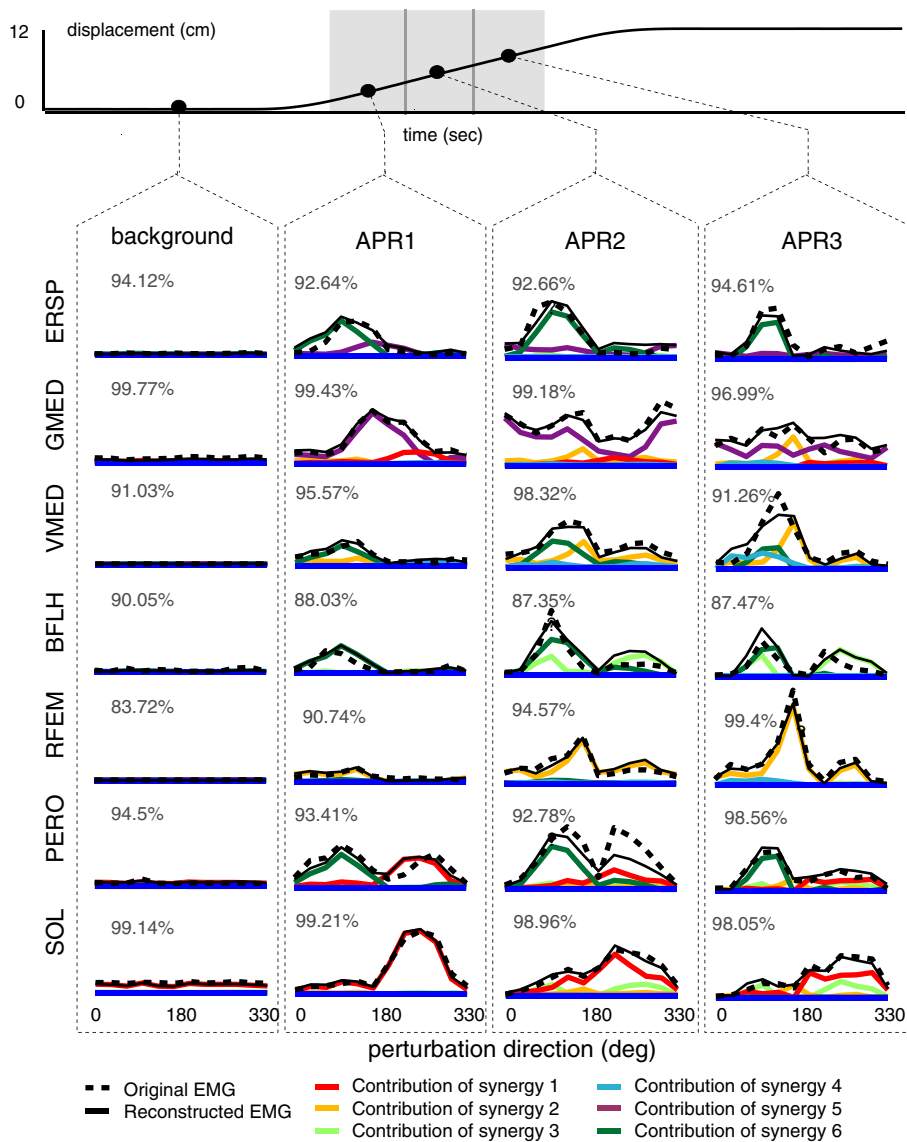 12
displacement (cm)
0
time (sec)
background
APR1
APR2
APR3
ERSP
94.12%
92.64%
92.66%
94.61%
GMED
99.77%
99.43%
99.18%
96.99%
VMED
91.03%
95.57%
98.32%
91.26%
BFLH
90.05%
88.03%
87.35%
87.47%
RFEM
83.72%
90.74%
94.57%
99.4%
PERO
94.5%
93.41%
92.78%
98.56%
SOL
99.14%
99.21%
98.96%
98.05%
0 180 330
0 180 330
0 180 330
0 180 330
perturbation direction (deg)
Original EMG
Reconstructed EMG
Contribution of synergy 1
Contribution of synergy 2
Contribution of synergy 3
Contribution of synergy 4
Contribution of synergy 5
Contribution of synergy 6